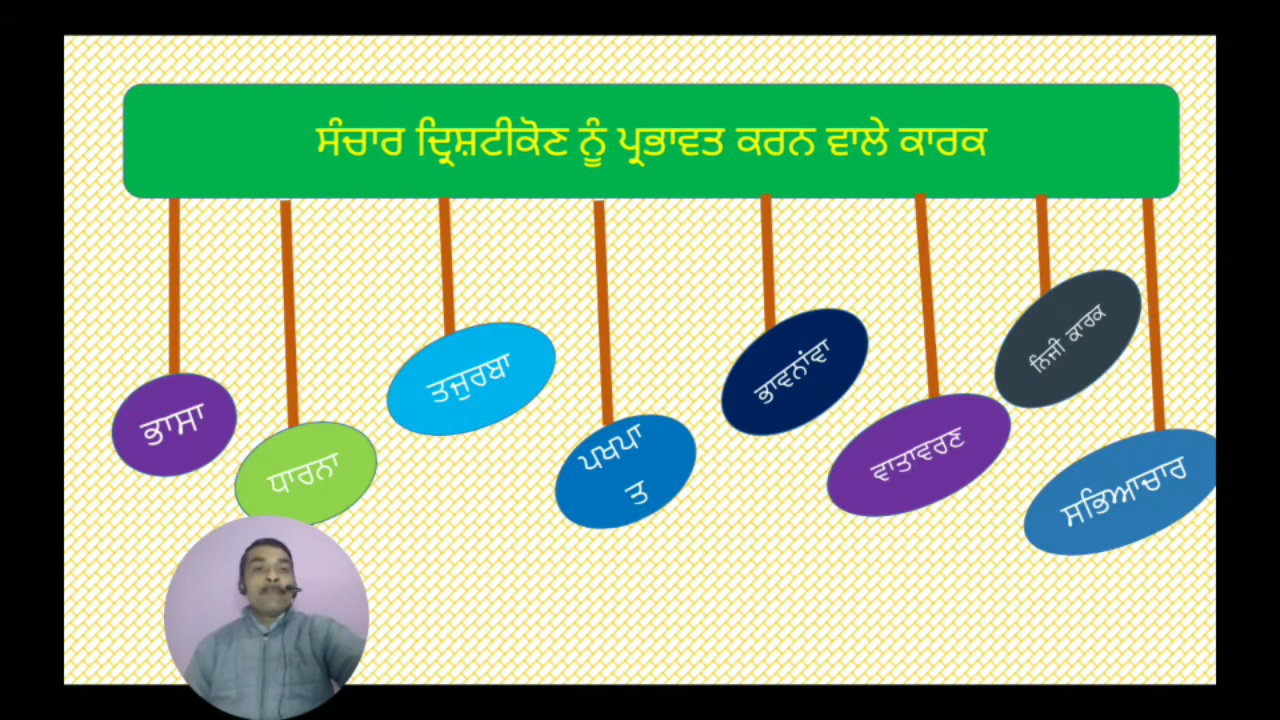 ਸੰਚਾਰ ਦ੍ਰਿਸ਼ਟੀਕੋਣ ਨੂੰ ਪ੍ਰਭਾਵਤ ਕਰਨ ਵਾਲੇ ਕਾਰਕ
ਭਾਸਾ
ਧਾਰਨਾ
ਤਜੁਰਬਾ
ਪਖਪਾ
ਤ
ਭਾਵਨਾਂਵਾ
ਵਾਤਾਵਰਣ
ਨਿਜੀ ਕਾਰਕ
ਸਭਿਆਚਾਰ